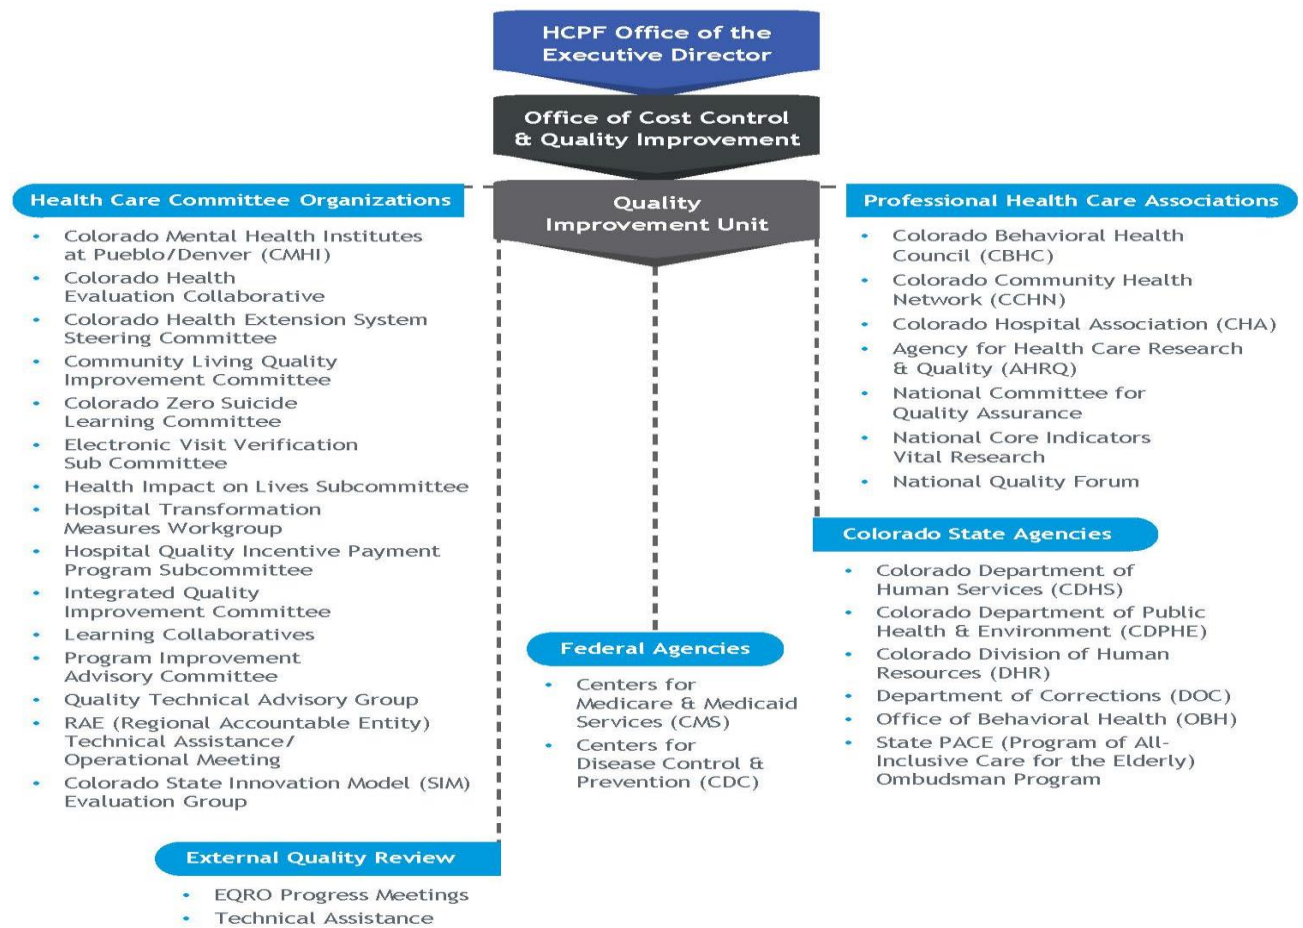 HCPF Office of the
Executive Director
Office of Cost Control
& Quality Improvement
Quality
Improvement Unit
Health Care Committee Organizations
• Colorado Mental Health Institutes
at Pueblo/Denver (CMHI)
• Colorado Health
Evaluation Collaborative
• Colorado Health Extension System
Steering Committee
• Community Living Quality
Improvement Committee
• Colorado Zero Suicide
Learning Committee
• Electronic Visit Verification
Sub Committee
• Health Impact on Lives Subcommittee
• Hospital Transformation
Measures Workgroup
• Hospital Quality Incentive Payment
Program Subcommittee
• Integrated Quality
Improvement Committee
• Learning Collaboratives
• Program Improvement
Advisory Committee
• Quality Technical Advisory Group
• RAE (Regional Accountable Entity)
Technical Assistance/
Operational Meeting
• Colorado State Innovation Model (SIM)
Evaluation Group
External Quality Review
• EQRO Progress Meetings
• Technical Assistance
Federal Agencies
• Centers for
Medicare & Medicaid
Services (CMS)
• Centers for
Disease Control &
Prevention (CDC)
Professional Health Care Associations
• Colorado Behavioral Health
Council (CBHC)
• Colorado Community Health
Network (CCHN)
• Colorado Hospital Association (CHA)
• Agency for Health Care Research
& Quality (AHRQ)
• National Committee for
Quality Assurance
• National Core Indicators
Vital Research
• National Quality Forum
Colorado State Agencies
• Colorado Department of
Human Services (CDHS)
• Colorado Department of Public
Health & Environment (CDPHE)
• Colorado Division of Human
Resources (DHR)
• Department of Corrections (DOC)
• Office of Behavioral Health (OBH)
• State PACE (Program of All-
Inclusive Care for the Elderly)
Ombudsman Program